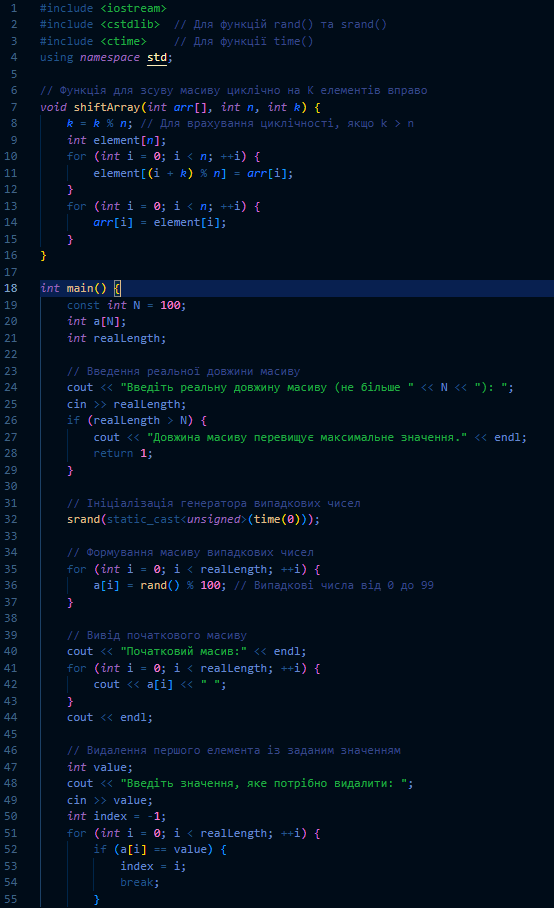 1 #include <iostream>
2 #include <cstdlib>  // Для функцій rand() та srand()
3 #include <ctime>    // Для функції time()
4 using namespace std;
5
6 // Функція для зсуву масиву циклічно на K елементів вправо
7 void shiftArray(int arr[], int n, int k) {
8     k = k % n; // Для врахування циклічності, якщо k > n
9     int element[n];
10     for (int i = 0; i < n; ++i) {
11         element[(i + k) % n] = arr[i];
12     }
13     for (int i = 0; i < n; ++i) {
14         arr[i] = element[i];
15     }
16 }
17
18 int main() {
19     const int N = 100;
20     int a[N];
21     int realLength;
22
23     // Введення реальної довжини масиву
24     cout << "Введіть реальну довжину масиву (не більше " << N << "): ";
25     cin >> realLength;
26     if (realLength > N) {
27         cout << "Довжина масиву перевищує максимальне значення." << endl;
28         return 1;
29     }
30
31     // Ініціалізація генератора випадкових чисел
32     srand(static_cast<unsigned>(time(0)));
33
34     // Формування масиву випадкових чисел
35     for (int i = 0; i < realLength; ++i) {
36         a[i] = rand() % 100; // Випадкові числа від 0 до 99
37     }
38
39     // Вивід початкового масиву
40     cout << "Початковий масив:" << endl;
41     for (int i = 0; i < realLength; ++i) {
42         cout << a[i] << " ";
43     }
44     cout << endl;
45
46     // Видалення першого елемента із заданим значенням
47     int value;
48     cout << "Введіть значення, яке потрібно видалити: ";
49     cin >> value;
50     int index = -1;
51     for (int i = 0; i < realLength; ++i) {
52         if (a[i] == value) {
53             index = i;
54             break;
55         }